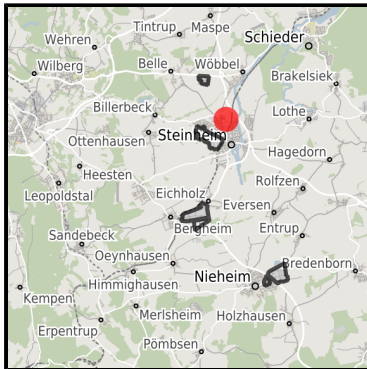 Tintrup
Maspe
Wehren
Schieder
Belle
Wöbbel
Wilberg
Brakelsiek
Billerbeck
Lothe
Steinheim
Ottenhausen
Hagedorn
Heesten
Rolfzen
Leopoldstal
Eichholz
Eversen
Bergheim
Entrup
Sandebeck
Oeynhausen
Bredenborn
Nieheim
Himmighausen
Kempen
Merlsheim
Holzhausen
Erpentrup
Pömbsen